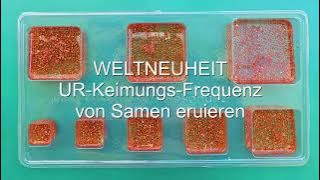 WELTNEUHEIT
UR-Keimungs-Frequenz
von Samen eruieren